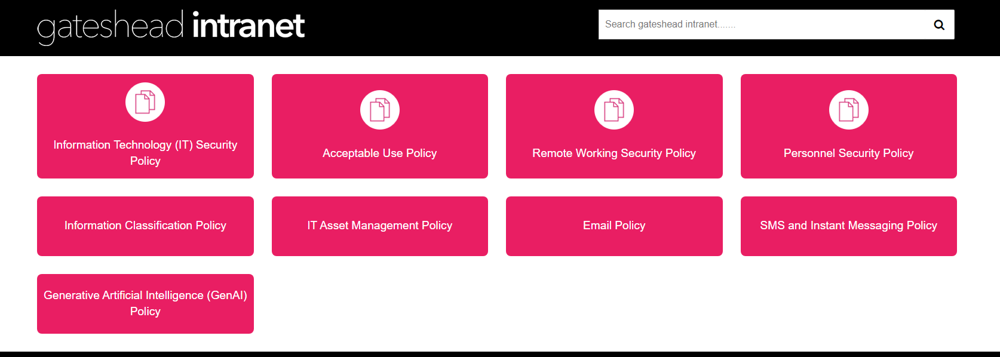 gateshead intranet
Search gateshead intranet.......
Information Technology (IT) Security
Policy
Acceptable Use Policy
Remote Working Security Policy
Personnel Security Policy
Information Classification Policy
IT Asset Management Policy
Email Policy
SMS and Instant Messaging Policy
Generative Artificial Intelligence (GenAI)
Policy